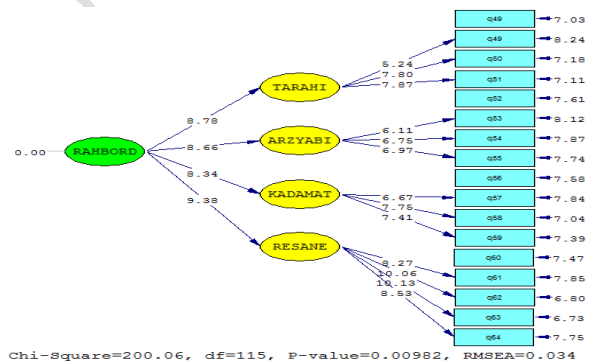 q49 7.03
q49 8.24
5.24
q50 7.18
7.80
TARAHI 7.87 q51 7.11
q52 7.61
8.78
6.11 q53 8.12
0.00 RAHBORD 8.66 ARZYABI 6.75 q54 7.87
6.97 q55 7.74
8.34
q56 7.58
9.38 KADAMAT 6.67 q57 7.84
7.75 q58 7.04
7.41
q59 7.39
RESANE
q60 7.47
8.27
q61 7.85
10.06
q62 6.80
10.13
8.53 q63 6.73
q64 7.75
Chi-Square=200.06, df=115, P-value=0.00982, RMSEA=0.034